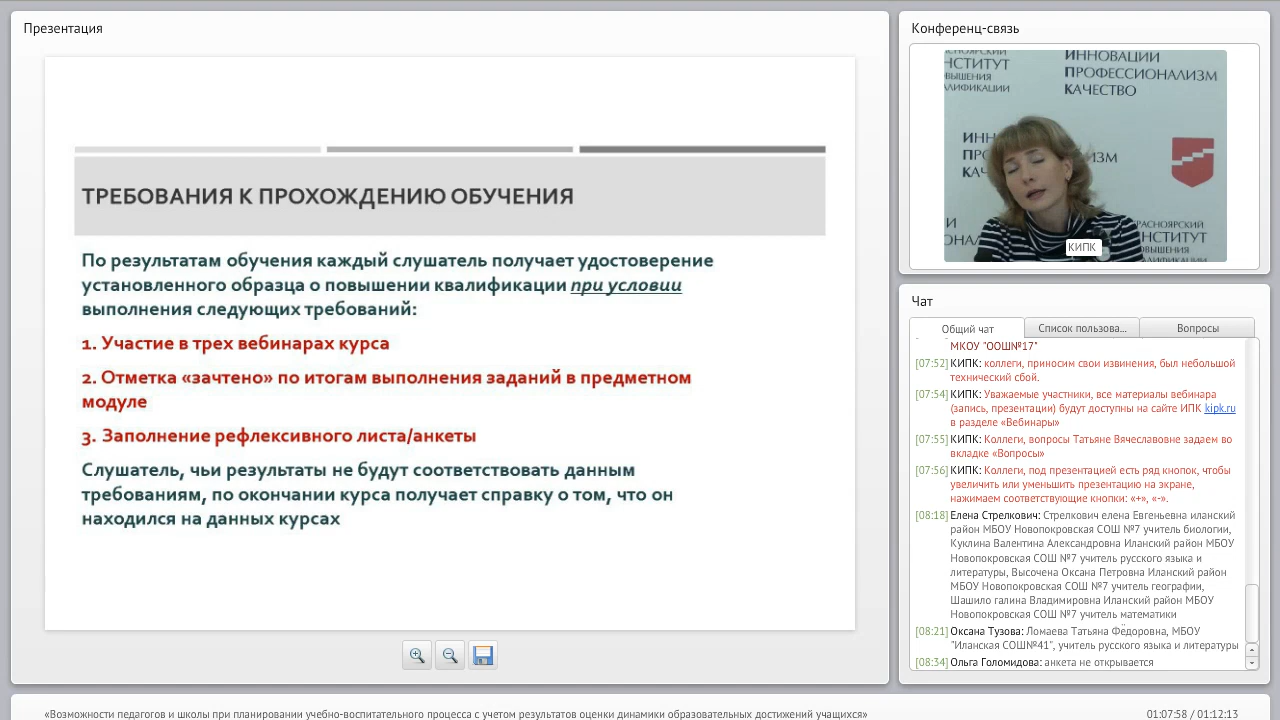 Презентация
ТРЕБОВАНИЯ К ПРОХОЖДЕНИЮ ОБУЧЕНИЯ
По результатам обучения каждый слушатель получает удостоверение
установленного образца о повышении квалификации при условии
выполнения следующих требований:
1. Участие в трех вебинарах курса
2. Отметка «зачтено» по итогам выполнения заданий в предметном
модуле
3. Заполнение рефлексивного листа/анкеты
Слушатель, чьи результаты не будут соответствовать данным
требованиям, по окончании курса получает справку о том, что он
находился на данных курсах
Конференц-связь
НСТИТУТ
ИННОВАЦИИ
ПРОФЕССИОНАЛИЗМ
КАЧЕСТВО
КИПК
Чат
Общий чат
Список пользова...
Вопросы
МКОУ "ООШ№17"
[07:52] КИПК: коллеги, приносим свои извинения, был небольшой
технический сбой.
[07:54] КИПК: Уважаемые участники, все материалы вебинара
(запись, презентации) будут доступны на сайте ИПК kipk.ru
в разделе «Вебинары»
[07:55] КИПК: Коллеги, вопросы Татьяне Вячеславовне задаем во
вкладке «Вопросы»
[07:56] КИПК: Коллеги, под презентацией есть ряд кнопок, чтобы
увеличить или уменьшить презентацию на экране,
нажимаем соответствующие кнопки: «+», «-».
[08:18] Елена Стрелкович: Стрелкович елена Евгеньевна иланский
район МБОУ Новопокровская СОШ №7 учитель биологии,
Куклина Валентина Александровна Иланский район МБОУ
Новопокровская СОШ №7 учитель русского языка и
литературы, Высочена Оксана Петровна Иланский район
МБОУ Новопокровская СОШ №7 учитель географии,
Шашило галина Владимировна Иланский район МБОУ
Новопокровская СОШ №7 учитель математики
[08:21] Оксана Тузова: Ломаева Татьяна Фёдоровна, МБОУ
"Иланская СОШ№41", учитель русского языка и литературы
[08:34] Ольга Голомидова: анкета не открывается
«Возможности педагогов и школы при планировании учебно-воспитательного процесса с учетом результатов оценки динамики образовательных достижений учащихся»
01:07:58 / 01:12:13